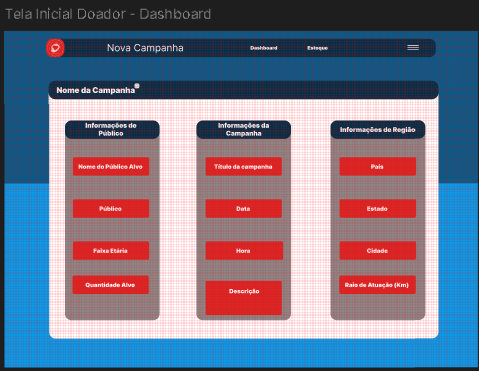 Tela Inicial Doador - Dashboard
Nova Campanha
Dashboard
Estoque
Nome da Campanha
Informações de
Público
Informações da
Campanha
Informações de Região
Nome do Público Alvo
Título da campanha
País
Público
Data
Estado
Faixa Etária
Hora
Cidade
Quantidade Alvo
Descrição
Raio de Atuação (Km)